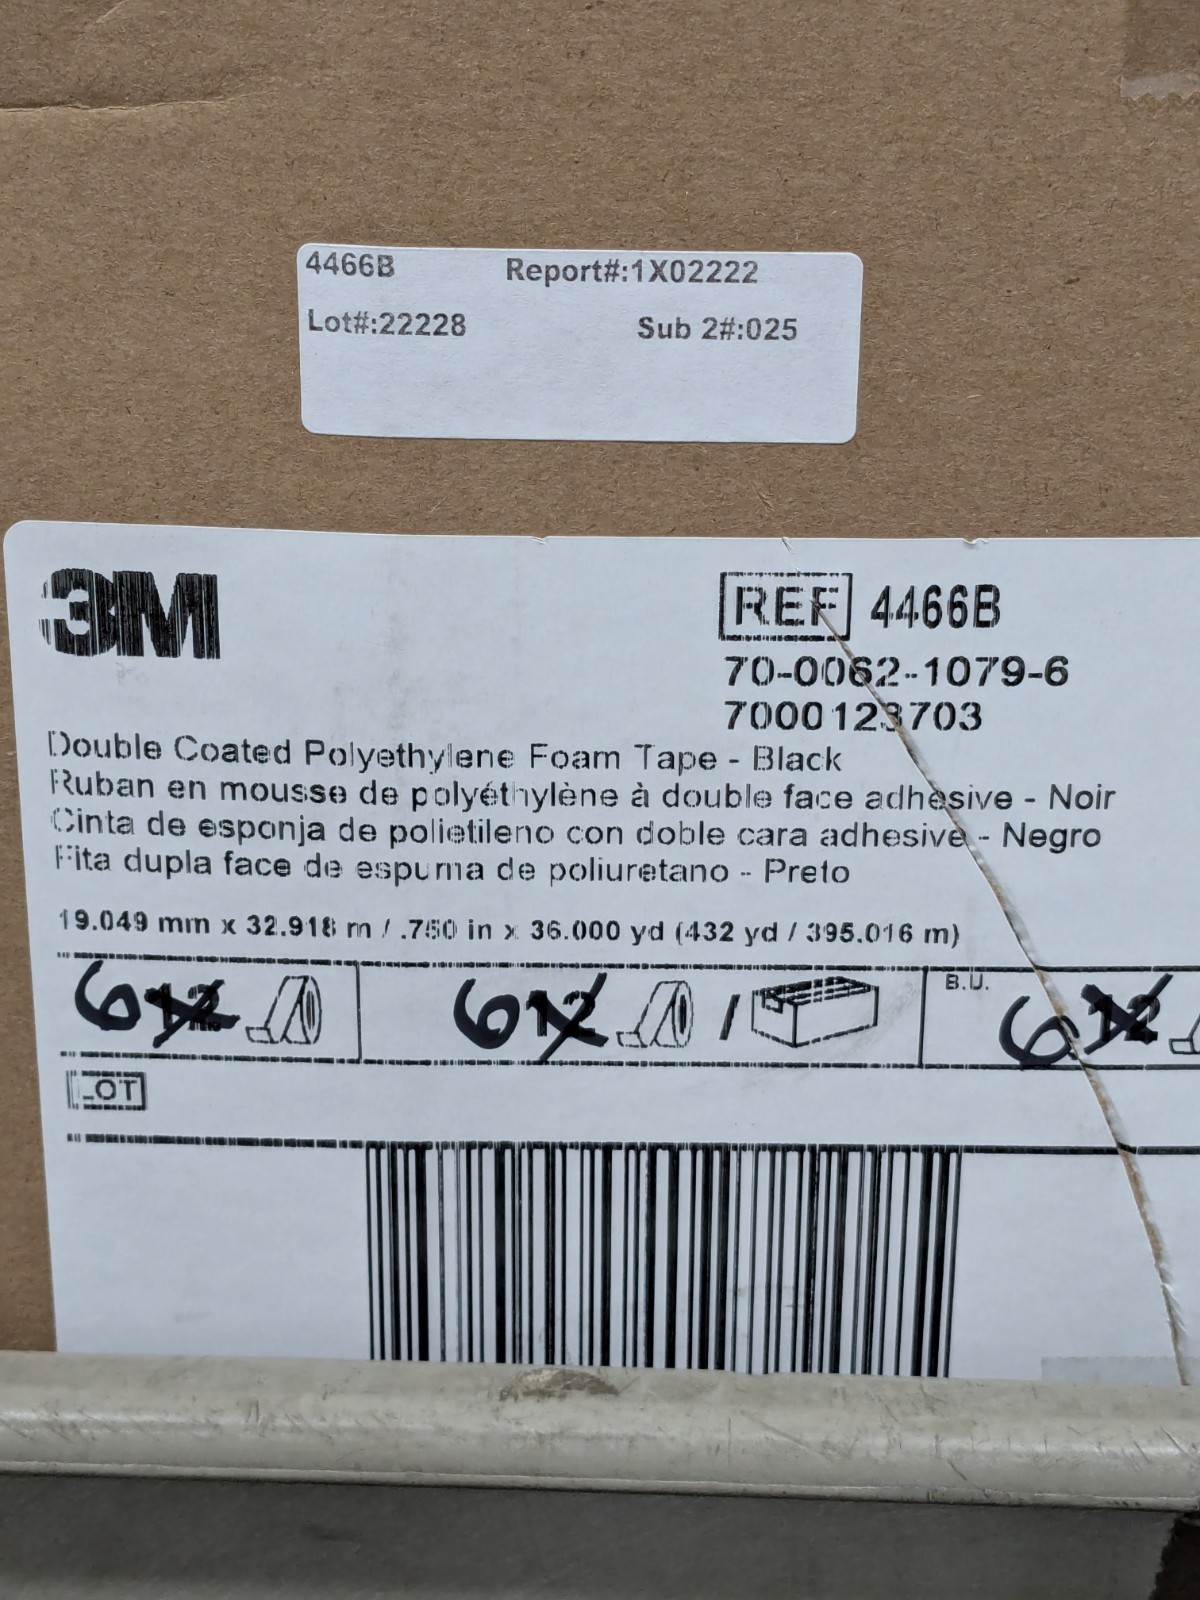 4466B Report#:1X02222
Lot#:22228 Sub 2#:025
3M
REF 4466B
70-0062-1079-6
7000123703
Double Coated Polyethylene Foam Tape - Black
Ruban en mousse de polyéthylène à double face adhésive - Noir
Cinta de esponja de polietileno con doble cara adhesive - Negro
Fita dupla face de espuma de poliuretano - Preto
19.049 mm x 32.918 m / .750 in x 36.000 yd (432 yd / 395.016 m)
B.U.
6 12 6 12 / 6 12
LOT